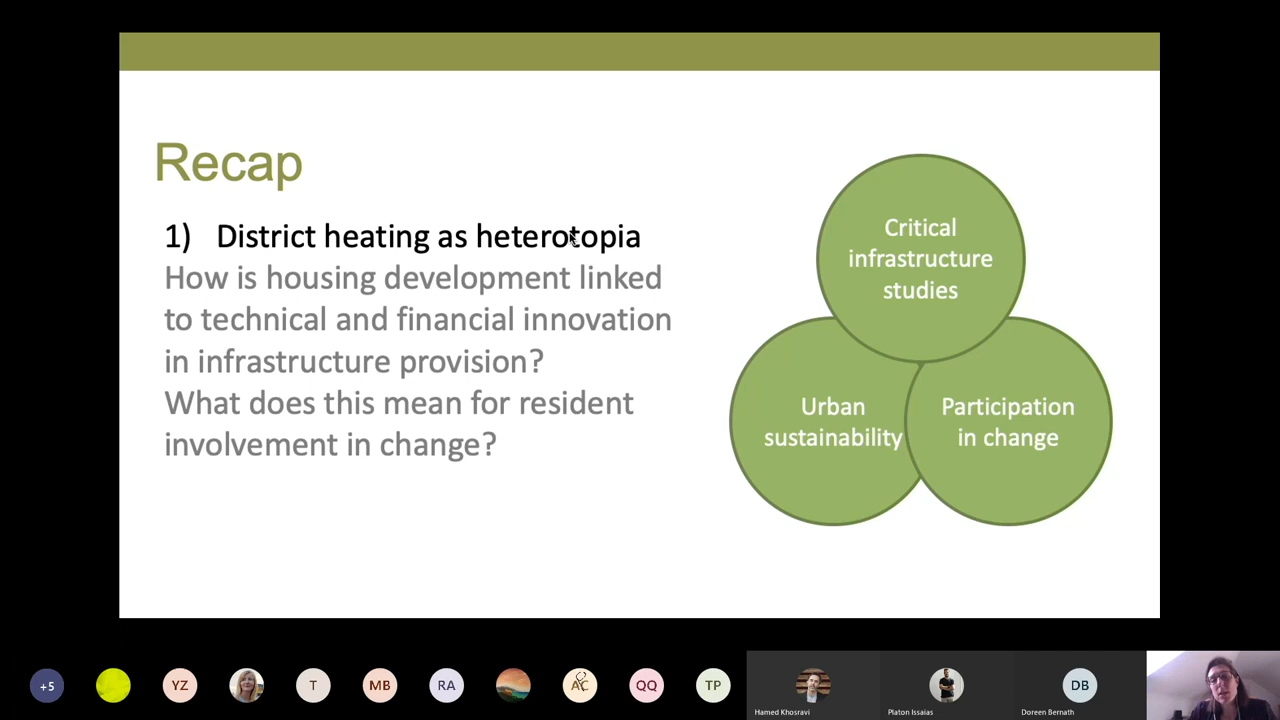 Recap
1) District heating as heterotopia
How is housing development linked
to technical and financial innovation
in infrastructure provision?
What does this mean for resident
involvement in change?
Critical
infrastructure
studies
Urban
sustainability
Participation
in change
+5
YZ
T
MB
RA
AC
QQ
TP
DB
Hamed Khosravi
Platon Issaias
Doreen Bernath